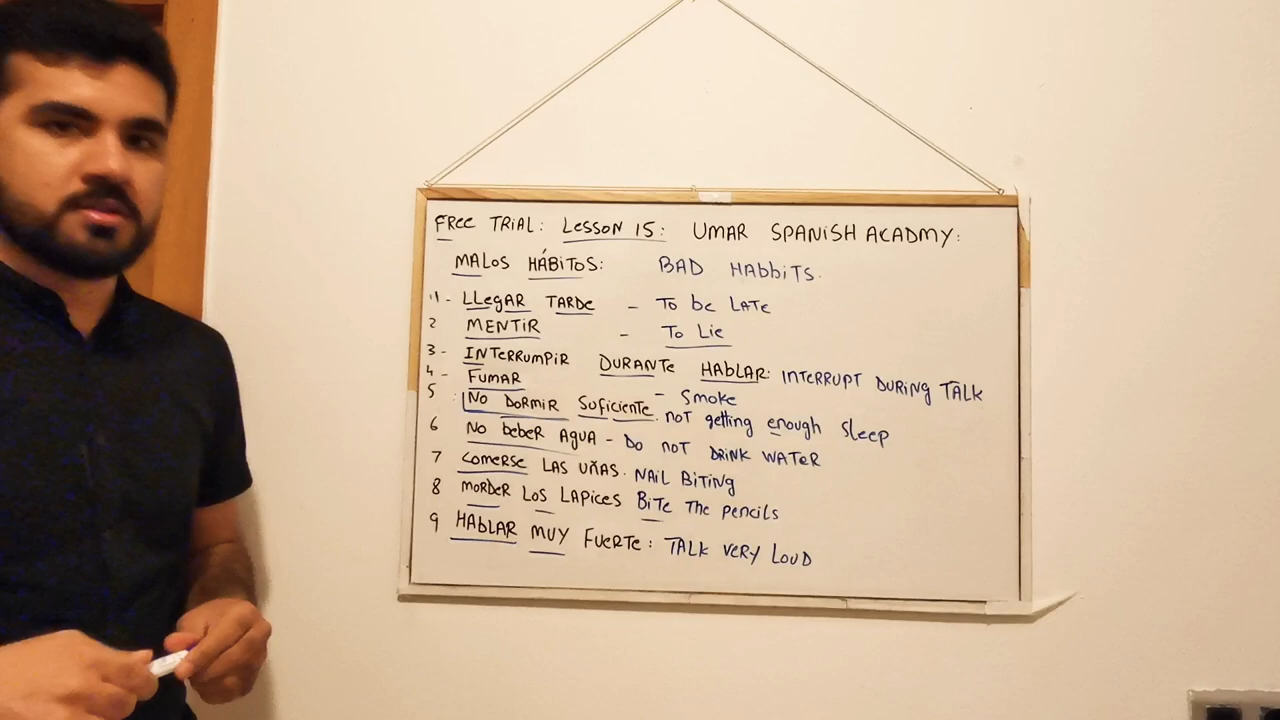 FREE TRIAL: LESSON 15: UMAR SPANISH ACADMY:
MALOS HÁBITOS: BAD HABBITS.
1- LLEGAR TARDE - TO BE LATE
2 MENTIR - TO LIE
3- INTERRUMPIR DURANTE HABLAR: INTERRUPT DURING TALK
4- FUMAR - SMOKE
5 NO DORMIR SUFICIENTE. NOT getting enough sleep
6 NO BEBER AGUA - DO NOT DRINK WATER
7 COMERSE LAS UÑAS. NAIL BITING
8 MORDER LOS LAPICES BITE THE pencils
9 HABLAR MUY FUERTE: TALK VERY LOUD